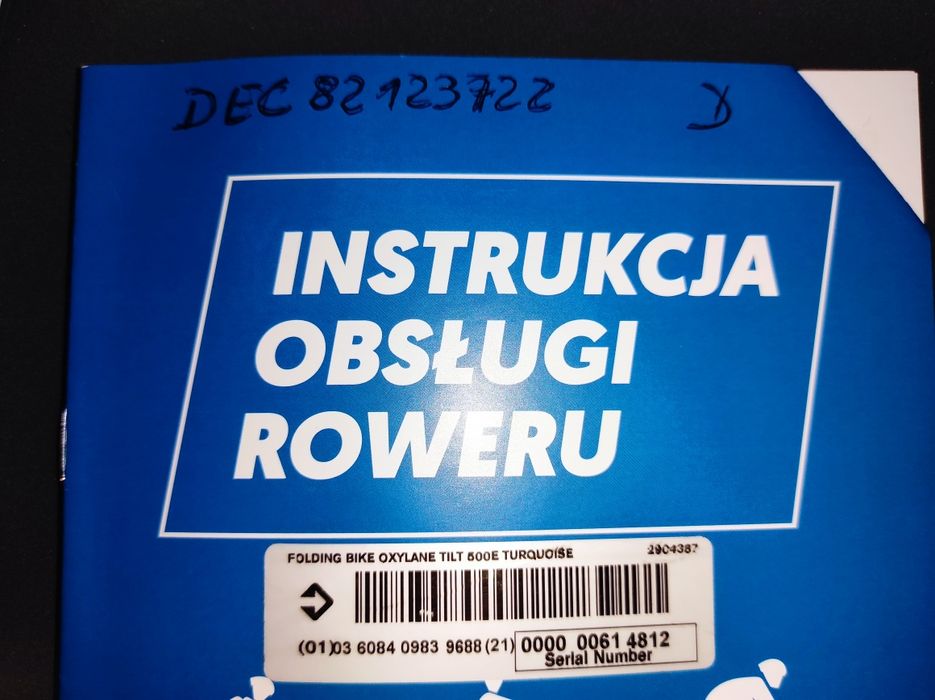 DEC 82123722 Y
INSTRUKCJA
OBSŁUGI
ROWERU
FOLDING BIKE OXYLANE TILT 500E TURQUOISE 2904387
(01)03 6084 0983 9688 (21) 0000 0061 4812
Serial Number